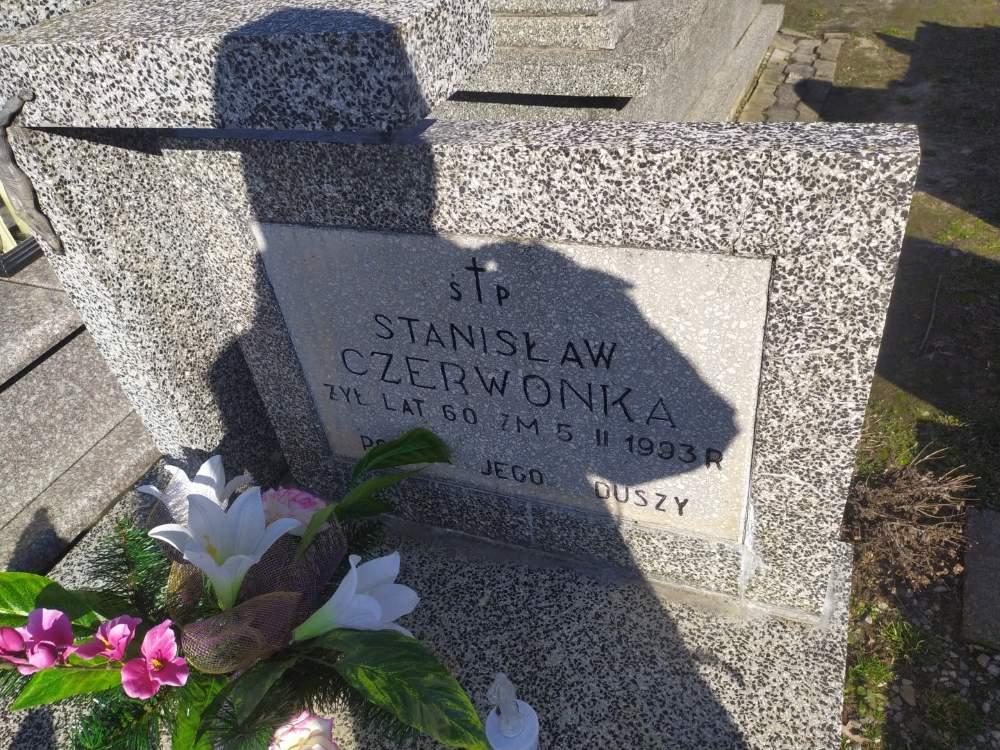 Ś P
STANISŁAW
CZERWONKA
ŻYŁ LAT 60 ZM 5 II 1993 R
JEGO DUSZY